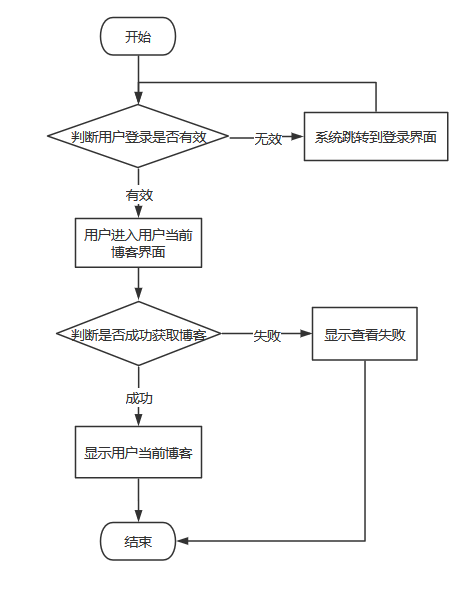 开始
判断用户登录是否有效
无效
系统跳转到登录界面
有效
用户进入用户当前
博客界面
判断是否成功获取博客
失败
显示查看失败
成功
显示用户当前博客
结束